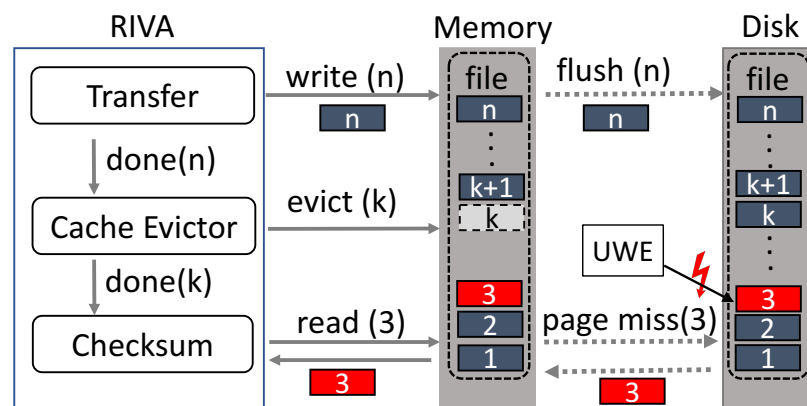 RIVA
Memory
Disk
Transfer
write (n)
n
file
n
k+1
k
3
2
1
flush (n)
n
file
n
k+1
k
3
2
1
done(n)
Cache Evictor
evict (k)
UWE
done(k)
Checksum
read (3)
3
page miss(3)
3